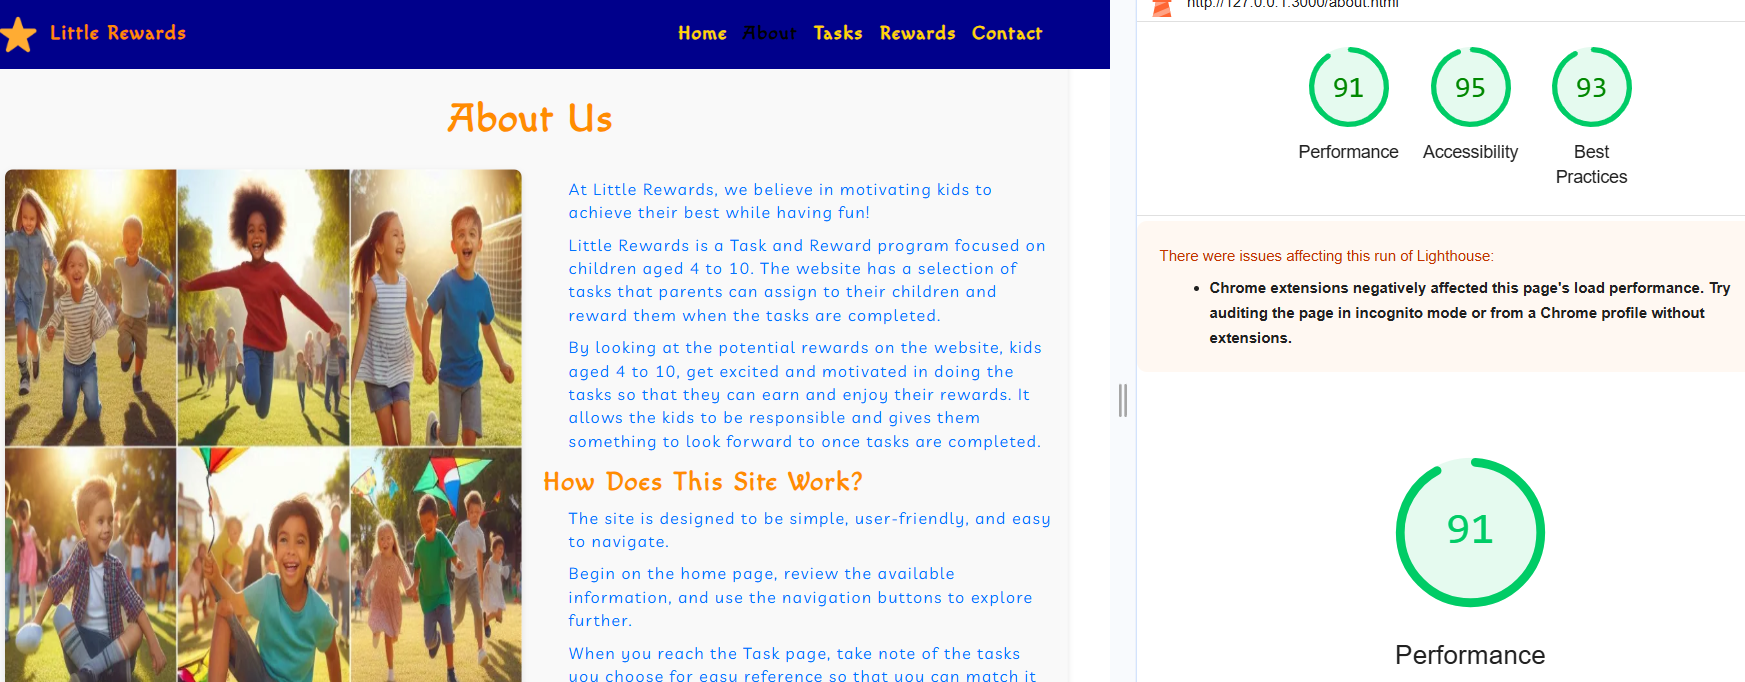 Little Rewards
Home About Tasks Rewards Contact
About Us
At Little Rewards, we believe in motivating kids to
achieve their best while having fun!
Little Rewards is a Task and Reward program focused on
children aged 4 to 10. The website has a selection of
tasks that parents can assign to their children and
reward them when the tasks are completed.
By looking at the potential rewards on the website, kids
aged 4 to 10, get excited and motivated in doing the
tasks so that they can earn and enjoy their rewards. It
allows the kids to be responsible and gives them
something to look forward to once tasks are completed.
How Does This Site Work?
The site is designed to be simple, user-friendly, and easy
to navigate.
Begin on the home page, review the available
information, and use the navigation buttons to explore
further.
When you reach the Task page, take note of the tasks
you choose for easy reference so that you can match it
http://127.0.0.1:3000/about.html
91
Performance
95
Accessibility
93
Best
Practices
There were issues affecting this run of Lighthouse:
• Chrome extensions negatively affected this page's load performance. Try
auditing the page in incognito mode or from a Chrome profile without
extensions.
91
Performance